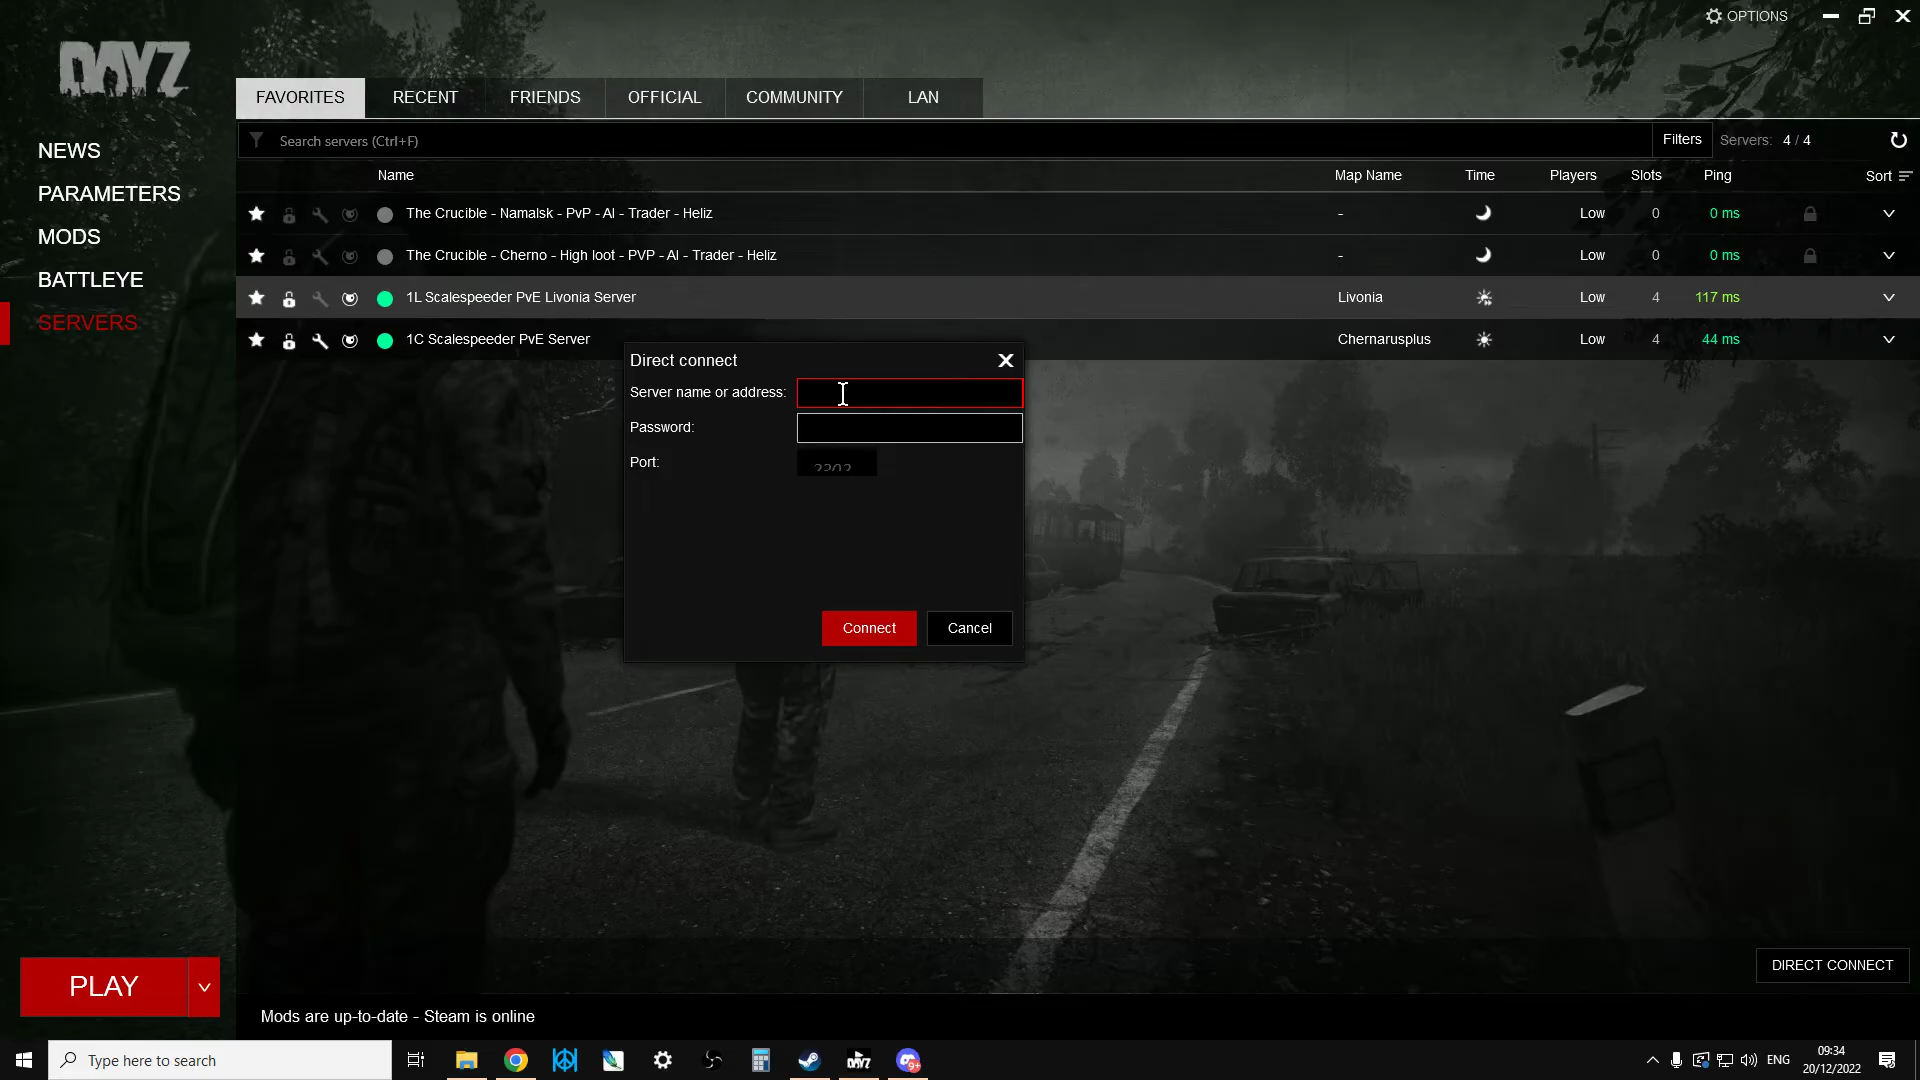 OPTIONS
DAYZ
FAVORITES RECENT FRIENDS OFFICIAL COMMUNITY LAN
NEWS
PARAMETERS
MODS
BATTLEYE
SERVERS
Search servers (Ctrl+F) Filters Servers: 4 / 4
Name Map Name Time Players Slots Ping Sort
The Crucible - Namalsk - PvP - AI - Trader - Heliz - Low 0 0 ms
The Crucible - Cherno - High loot - PVP - AI - Trader - Heliz - Low 0 0 ms
1L Scalespeeder PvE Livonia Server Livonia Low 4 117 ms
1C Scalespeeder PvE Server Chernarusplus Low 4 44 ms
Direct connect
Server name or address:
Password:
Port: 2302
Connect Cancel
DIRECT CONNECT
PLAY
Mods are up-to-date - Steam is online
Type here to search
DAYZ
9+
ENG
09:34
20/12/2022